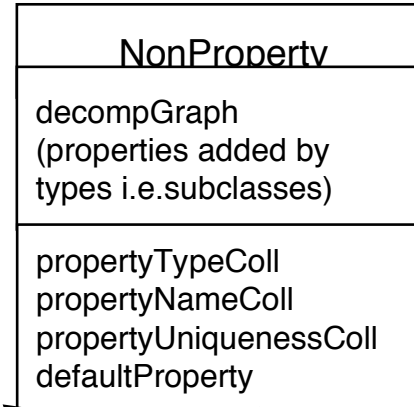 NonProperty
decompGraph
(properties added by
types i.e.subclasses)
propertyTypeColl
propertyNameColl
propertyUniquenessColl
defaultProperty